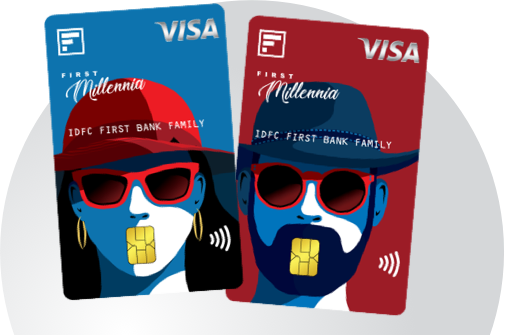 VISA
FIRST
Millennia
IDFC FIRST BANK FAMILY
VISA
FIRST
Millennia
IDFC FIRST BANK FAMILY